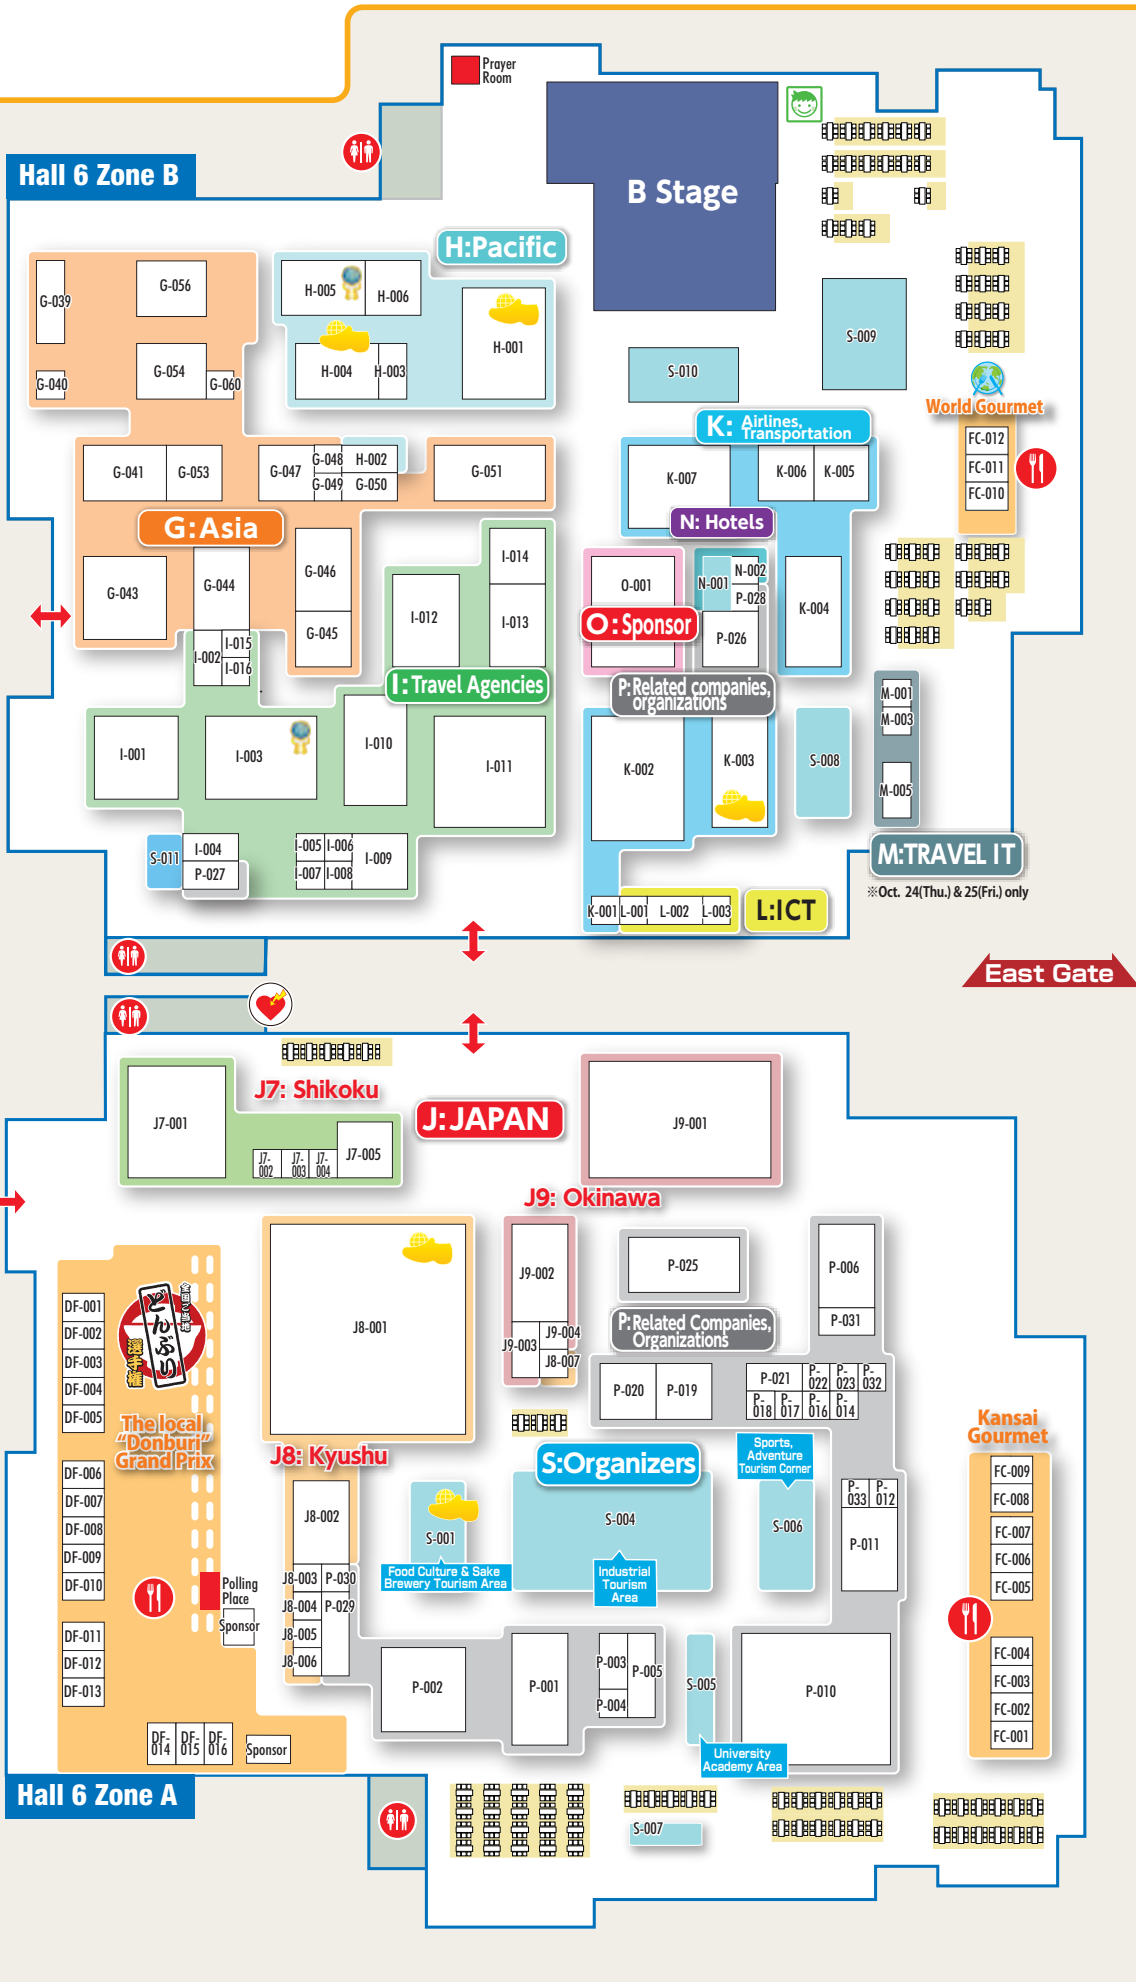 Prayer
Room
Hall 6 Zone B
B Stage
H:Pacific
G-039
G-056
H-005
H-006
H-001
S-009
G-040
G-054
G-060
H-004
H-003
S-010
World Gourmet
K: Airlines,
Transportation
FC-012
FC-011
FC-010
G-041
G-053
G-047
G-048
H-002
G-049
G-050
G-051
K-007
K-006
K-005
G:Asia
N: Hotels
G-043
G-044
G-046
G-045
I-014
I-012
I-013
O-001
N-001
N-002
P-028
P-026
K-004
O:Sponsor
I-002
I-015
I-016
I:Travel Agencies
P:Related companies,
organizations
M-001
M-003
M-005
I-001
I-003
I-010
I-011
K-002
K-003
S-008
M:TRAVEL IT
※Oct. 24(Thu.) & 25(Fri.) only
S-011
I-004
P-027
I-005
I-006
I-007
I-008
I-009
K-001
L-001
L-002
L-003
L:ICT
East Gate
J7: Shikoku
J:JAPAN
J7-001
J7-
002
J7-
003
J7-
004
J7-005
J9-001
J9: Okinawa
J8-001
J9-002
J9-003
J9-004
J8-007
P-025
P-006
P-031
P:Related Companies,
Organizations
P-020
P-019
P-021
P-
022
P-
023
P-
032
P-
018
P-
017
P-
016
P-
014
DF-001
DF-002
DF-003
DF-004
DF-005
どんぶり
選手権
The local
"Donburi"
Grand Prix
DF-006
DF-007
DF-008
DF-009
DF-010
DF-011
DF-012
DF-013
DF-
014
DF-
015
DF-
016
Sponsor
Polling
Place
Sponsor
J8: Kyushu
J8-002
J8-003
P-030
J8-004
P-029
J8-005
J8-006
S:Organizers
S-001
Food Culture & Sake
Brewery Tourism Area
S-004
Industrial
Tourism
Area
Sports,
Adventure
Tourism Corner
S-006
P-
033
P-
012
P-011
Kansai
Gourmet
FC-009
FC-008
FC-007
FC-006
FC-005
FC-004
FC-003
FC-002
FC-001
P-002
P-001
P-003
P-004
P-005
S-005
P-010
University
Academy Area
Hall 6 Zone A
S-007